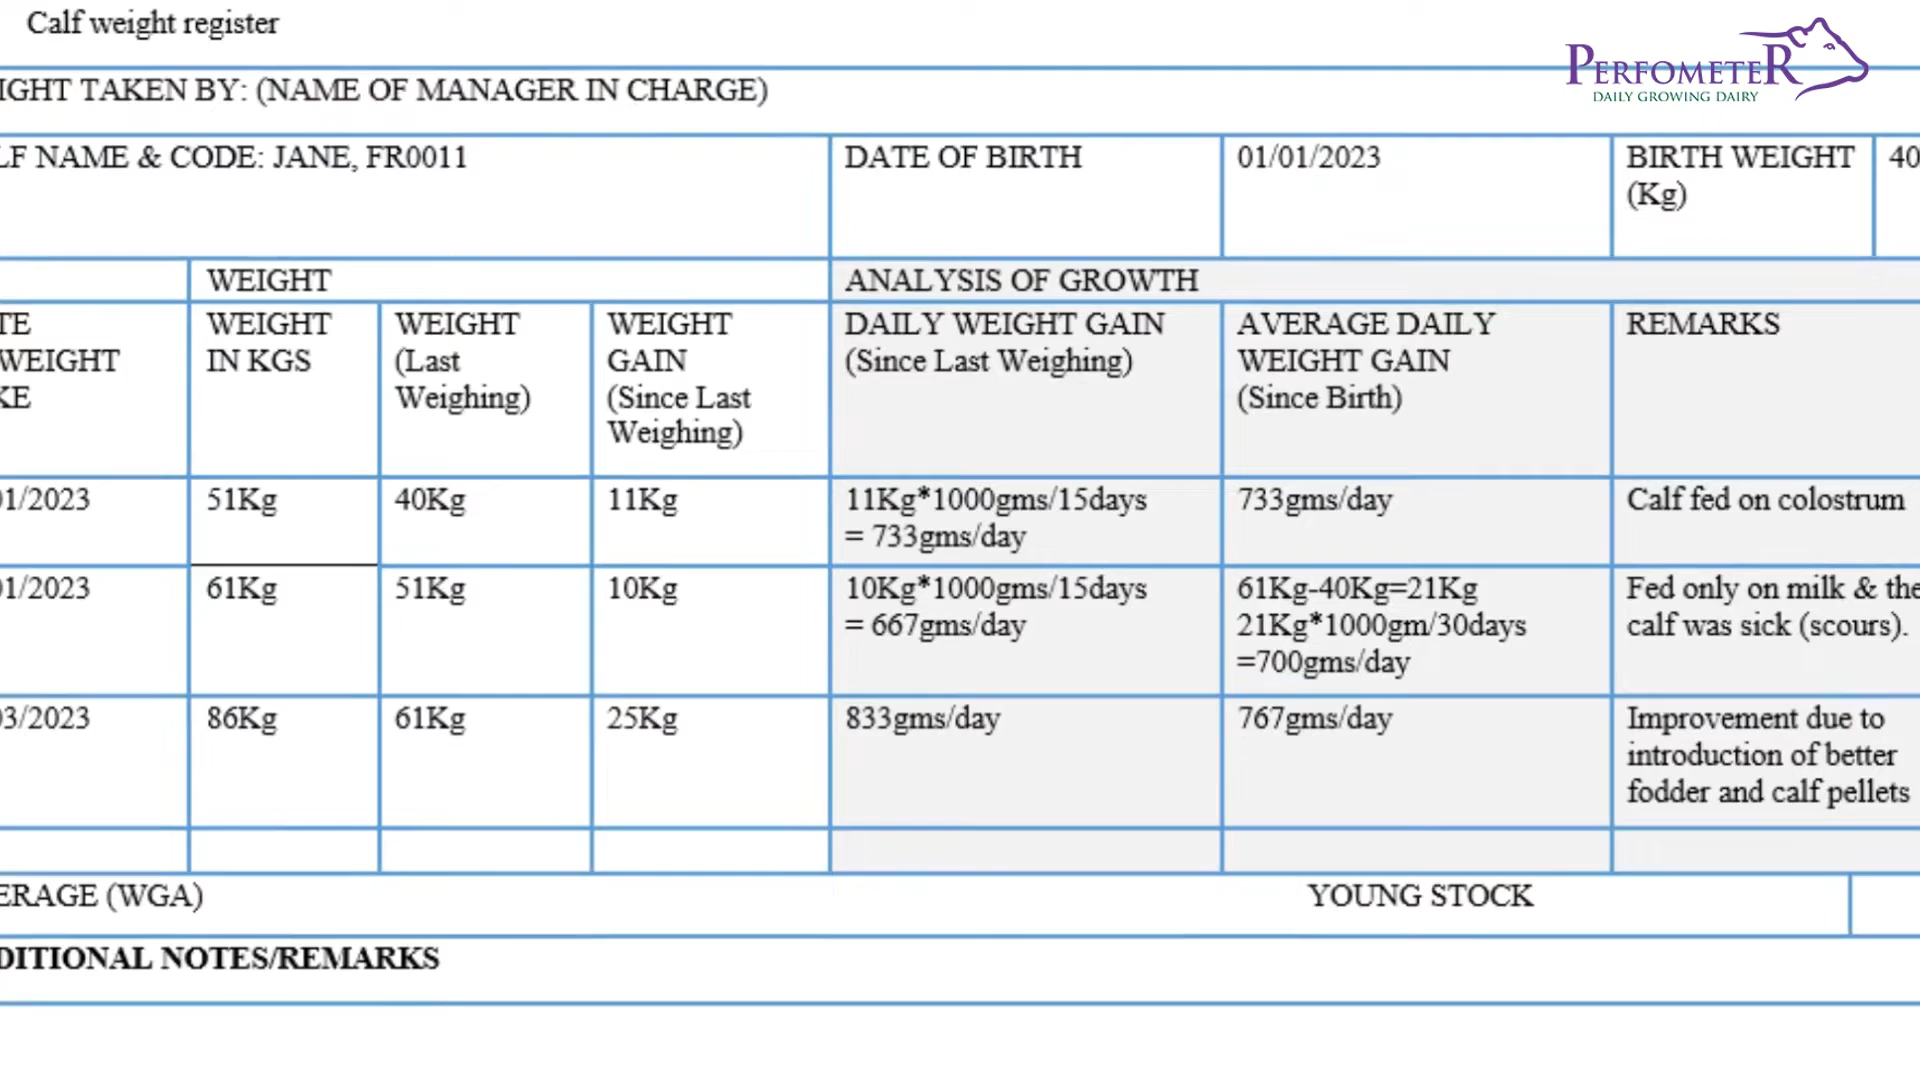 Calf weight register
PERFOMETER
DAILY GROWING DAIRY
IGHT TAKEN BY: (NAME OF MANAGER IN CHARGE)
LF NAME & CODE: JANE, FR0011
DATE OF BIRTH
01/01/2023
BIRTH WEIGHT
(Kg)
40
WEIGHT
ANALYSIS OF GROWTH
TE
WEIGHT
KE
WEIGHT
IN KGS
WEIGHT
(Last
Weighing)
WEIGHT
GAIN
(Since Last
Weighing)
DAILY WEIGHT GAIN
(Since Last Weighing)
AVERAGE DAILY
WEIGHT GAIN
(Since Birth)
REMARKS
01/2023
51Kg
40Kg
11Kg
11Kg*1000gms/15days
= 733gms/day
733gms/day
Calf fed on colostrum
01/2023
61Kg
51Kg
10Kg
10Kg*1000gms/15days
= 667gms/day
61Kg-40Kg=21Kg
21Kg*1000gm/30days
=700gms/day
Fed only on milk & the
calf was sick (scours).
03/2023
86Kg
61Kg
25Kg
833gms/day
767gms/day
Improvement due to
introduction of better
fodder and calf pellets
ERAGE (WGA)
YOUNG STOCK
DITIONAL NOTES/REMARKS